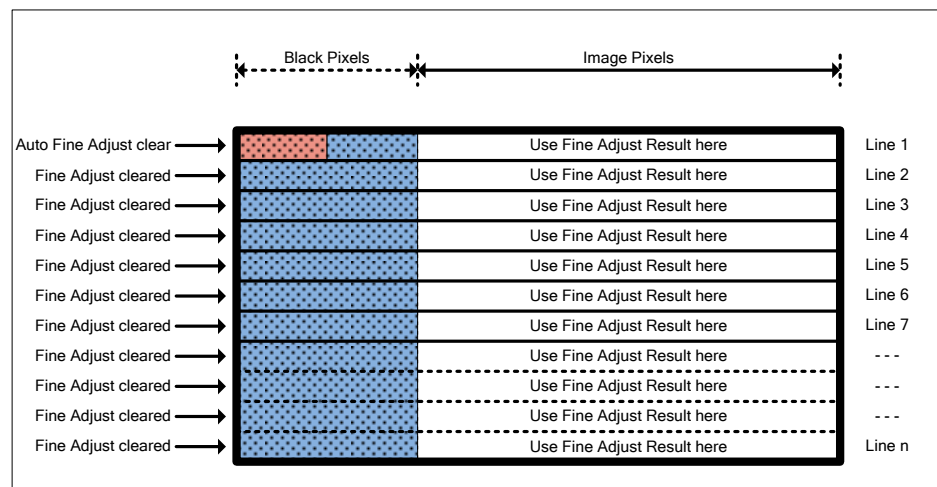 Black Pixels Image Pixels
Auto Fine Adjust clear Use Fine Adjust Result here Line 1
Fine Adjust cleared Use Fine Adjust Result here Line 2
Fine Adjust cleared Use Fine Adjust Result here Line 3
Fine Adjust cleared Use Fine Adjust Result here Line 4
Fine Adjust cleared Use Fine Adjust Result here Line 5
Fine Adjust cleared Use Fine Adjust Result here Line 6
Fine Adjust cleared Use Fine Adjust Result here Line 7
Fine Adjust cleared Use Fine Adjust Result here - - -
Fine Adjust cleared Use Fine Adjust Result here - - -
Fine Adjust cleared Use Fine Adjust Result here - - -
Fine Adjust cleared Use Fine Adjust Result here Line n